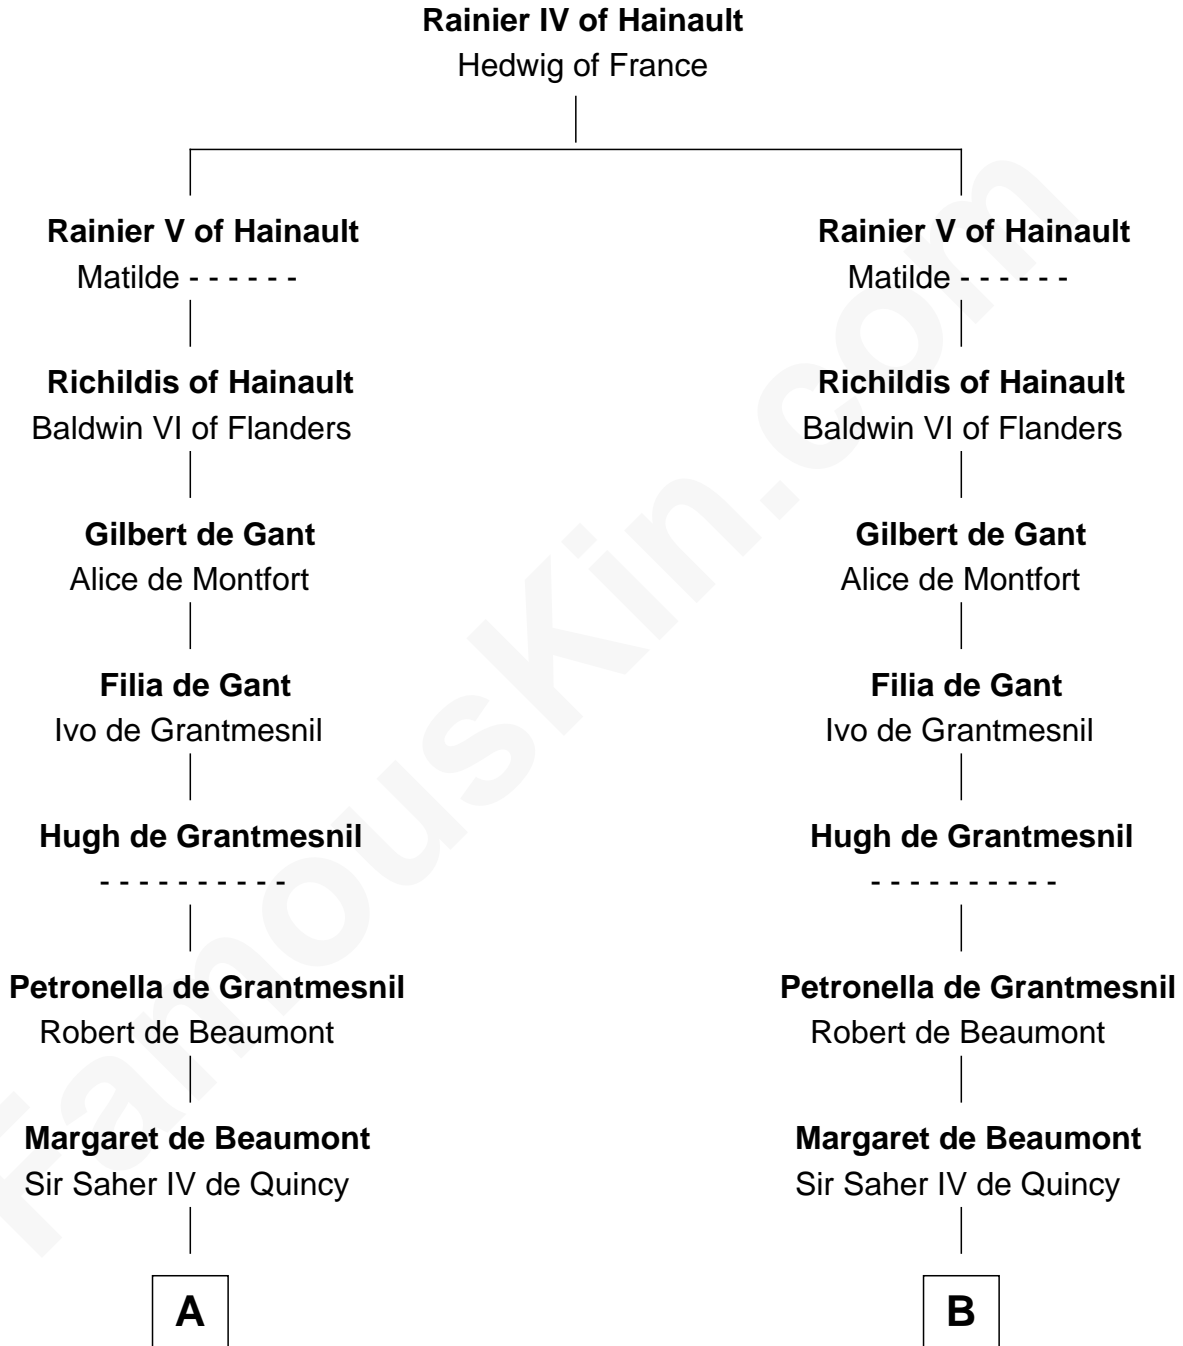 Rainier IV of Hainault
Hedwig of France
Rainier V of Hainault
Matilde - - - - - -
Richildis of Hainault
Baldwin VI of Flanders
Gilbert de Gant
Alice de Montfort
Filia de Gant
Ivo de Grantmesnil
Hugh de Grantmesnil
- - - - - - - - - -
Petronella de Grantmesnil
Robert de Beaumont
Margaret de Beaumont
Sir Saher IV de Quincy
A
Rainier V of Hainault
Matilde - - - - - -
Richildis of Hainault
Baldwin VI of Flanders
Gilbert de Gant
Alice de Montfort
Filia de Gant
Ivo de Grantmesnil
Hugh de Grantmesnil
- - - - - - - - - -
Petronella de Grantmesnil
Robert de Beaumont
Margaret de Beaumont
Sir Saher IV de Quincy
B
FamousKin.com